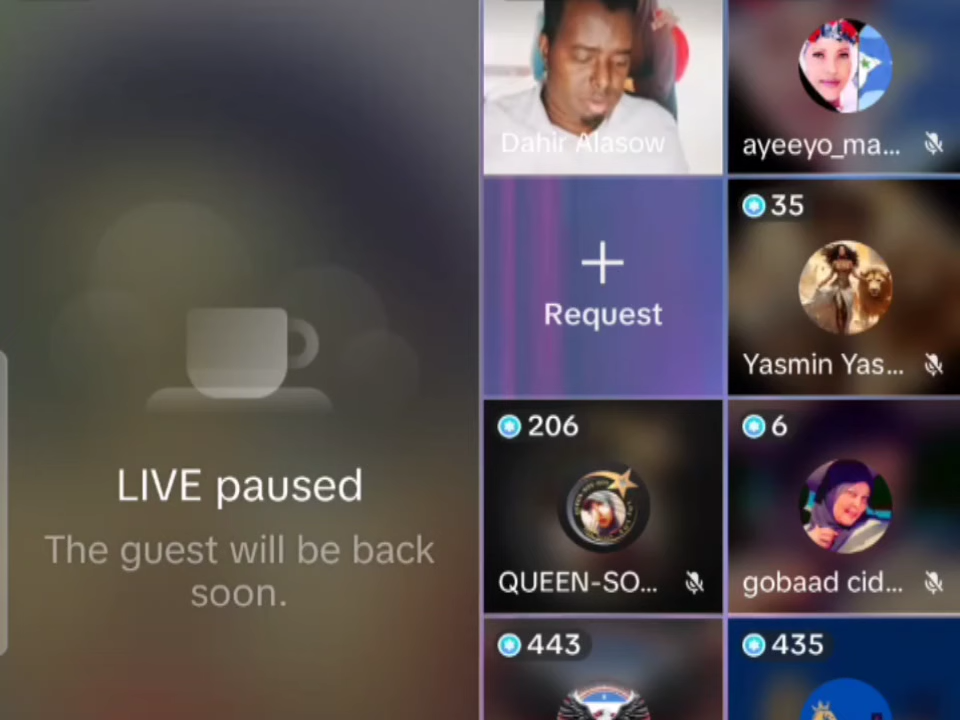 LIVE paused
The guest will be back
soon.
Dahir Alasow
ayeeyo_ma...
Request
35
Yasmin Yas...
206
QUEEN-SO...
6
gobaad cid...
443
435